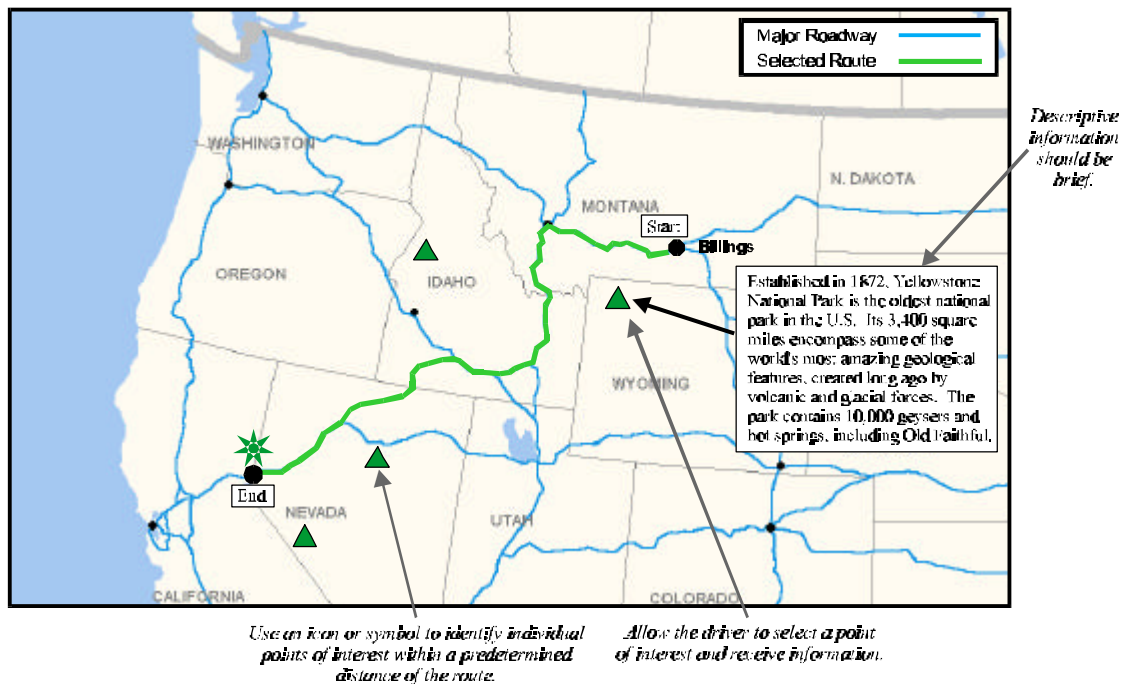 Major Roadway
Selected Route
Descriptive
information
should be
brief.
WASHINGTON
N. DAKOTA
MONTANA
Start
Billings
OREGON
IDAHO
Established in 1872, Yellowstone
National Park is the oldest national
park in the U.S. Its 3,400 square
miles encompass some of the
world's most amazing geological
features, created long ago by
volcanic and glacial forces. The
park contains 10,000 geysers and
hot springs, including Old Faithful.
WYOMING
End
NEVADA
UTAH
CALIFORNIA
COLORADO
Use an icon or symbol to identify individual
points of interest within a predetermined
distance of the route.
Allow the driver to select a point
of interest and receive information.